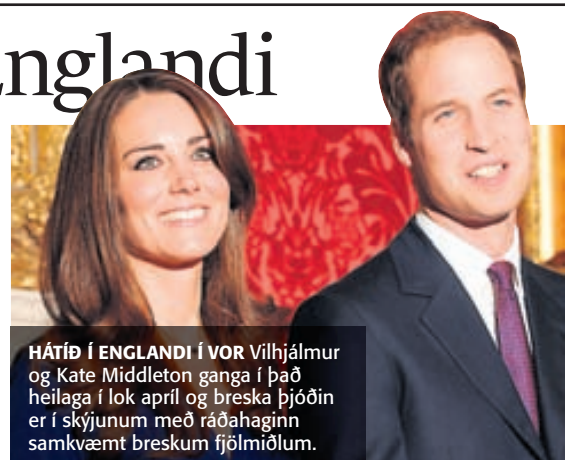 Englandi
HÁTÍÐ Í ENGLANDI Í VOR Vilhjálmur
og Kate Middleton ganga í það
heilaga í lok apríl og breska þjóðin
er í skýjunum með ráðahaginn
samkvæmt breskum fjölmiðlum.